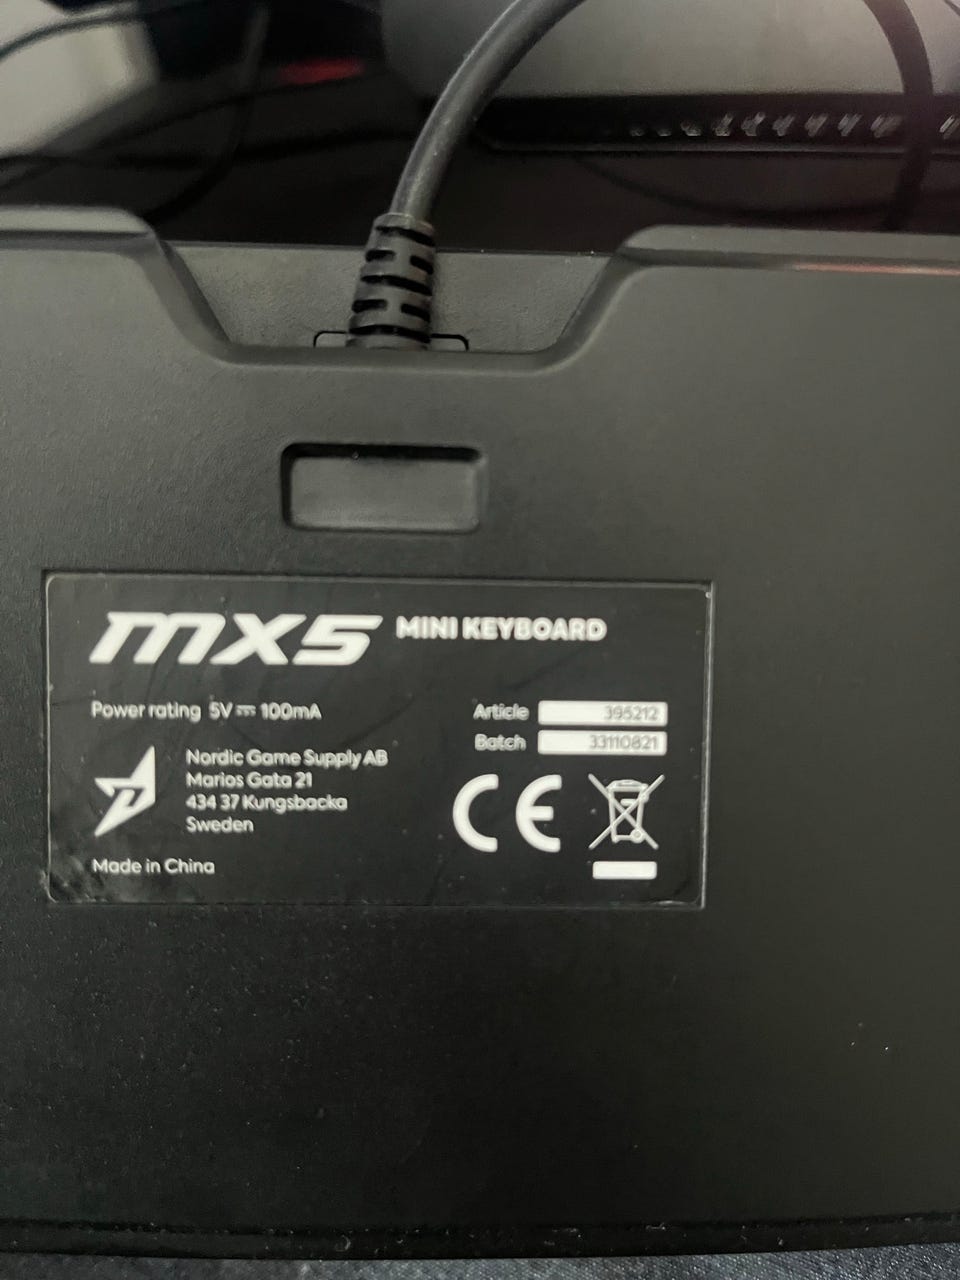 MX5 MINI KEYBOARD
Power rating 5V ⎓ 100mA
Article 395212
Batch 33110821
Nordic Game Supply AB
Marios Gata 21
434 37 Kungsbacka
Sweden
CE
Made in China